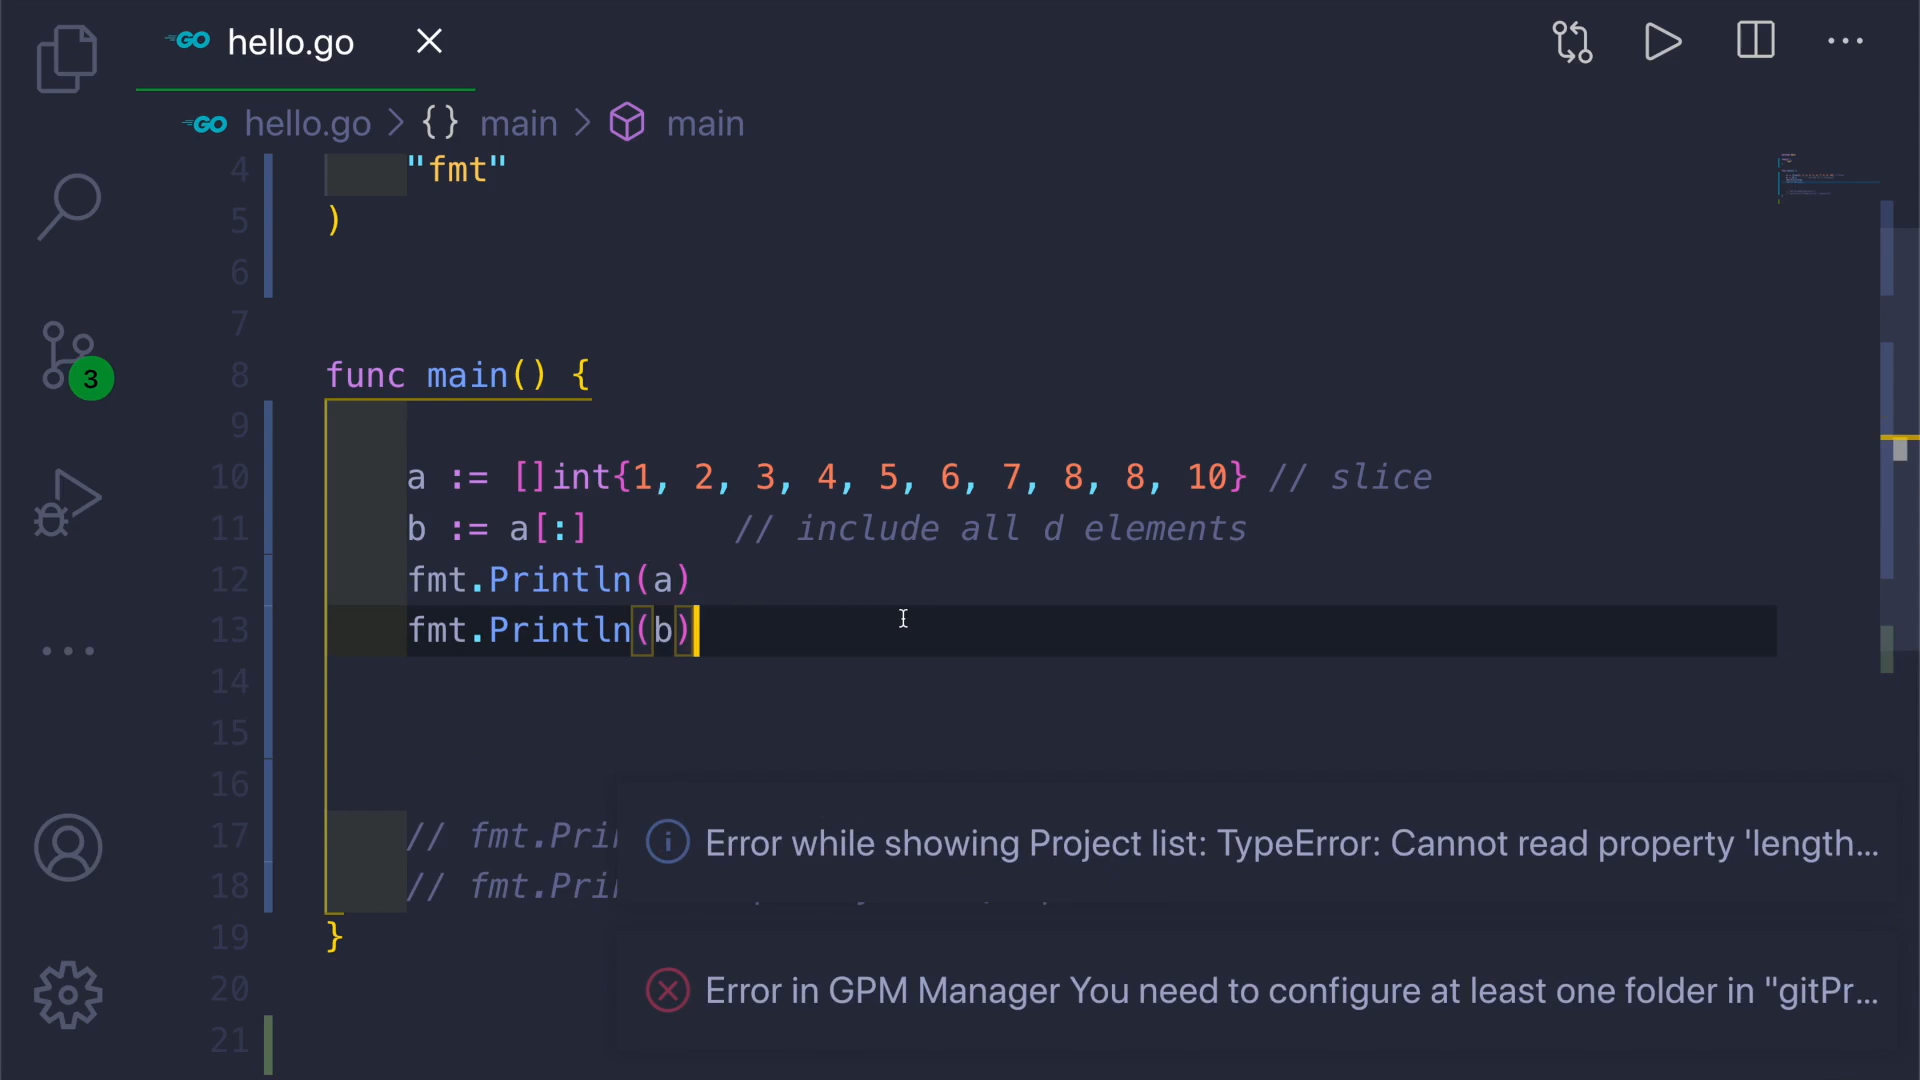 GO hello.go
GO hello.go > {} main > main
4 "fmt"
5 )
6
7
8 func main() {
9
10 a := []int{1, 2, 3, 4, 5, 6, 7, 8, 8, 10} // slice
11 b := a[:] // include all d elements
12 fmt.Println(a)
13 fmt.Println(b)
14
15
16
17 // fmt.Pri
18 // fmt.Pri
19 }
20
21
3
Error while showing Project list: TypeError: Cannot read property 'length...
Error in GPM Manager You need to configure at least one folder in "gitPr...